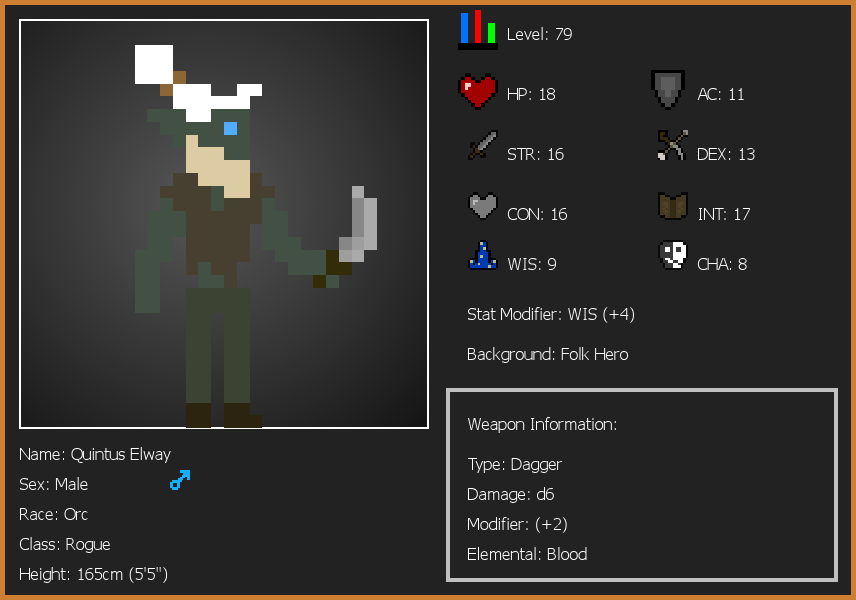 Level: 79
HP: 18
AC: 11
STR: 16
DEX: 13
CON: 16
INT: 17
WIS: 9
CHA: 8
Stat Modifier: WIS (+4)
Background: Folk Hero
Weapon Information:
Type: Dagger
Damage: d6
Modifier: (+2)
Elemental: Blood
Name: Quintus Elway
Sex: Male
Race: Orc
Class: Rogue
Height: 165cm (5'5")